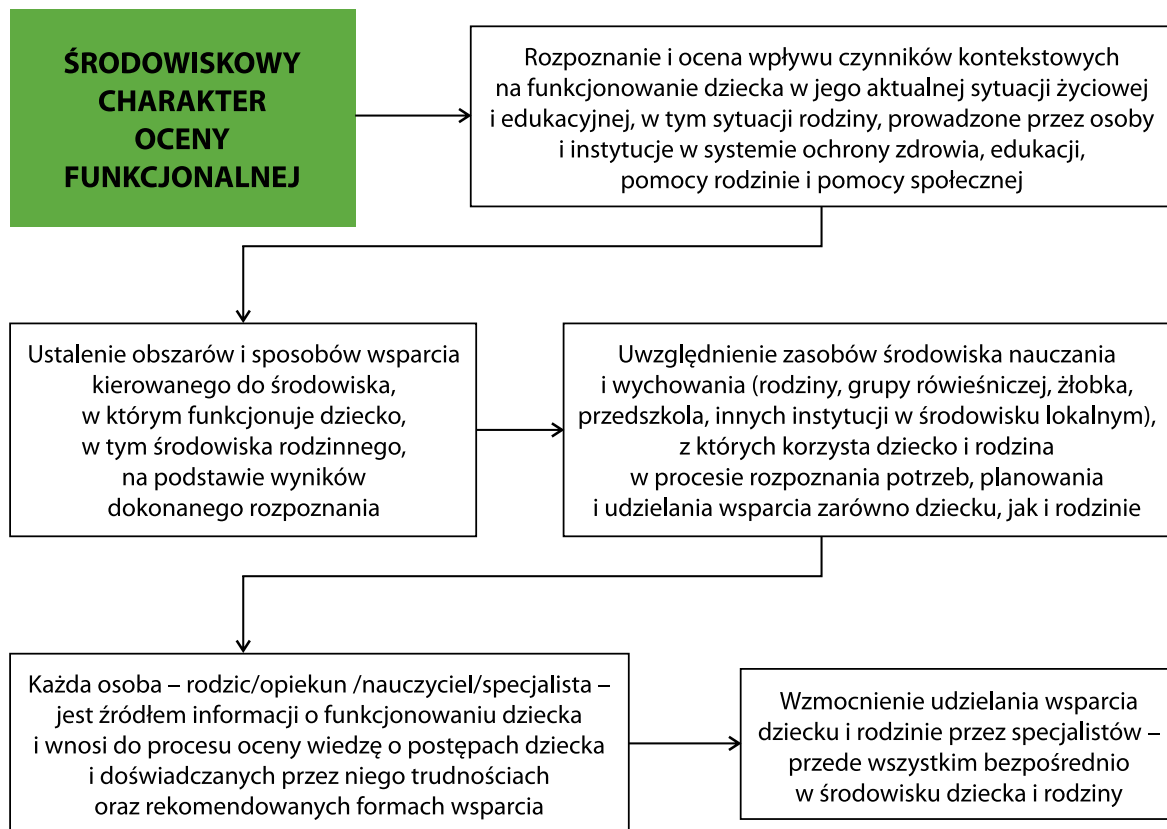 ŚRODOWISKOWY
CHARAKTER
OCENY
FUNKCJONALNEJ
Rozpoznanie i ocena wpływu czynników kontekstowych
na funkcjonowanie dziecka w jego aktualnej sytuacji życiowej
i edukacyjnej, w tym sytuacji rodziny, prowadzone przez osoby
i instytucje w systemie ochrony zdrowia, edukacji,
pomocy rodzinie i pomocy społecznej
Ustalenie obszarów i sposobów wsparcia
kierowanego do środowiska,
w którym funkcjonuje dziecko,
w tym środowiska rodzinnego,
na podstawie wyników
dokonanego rozpoznania
Uwzględnienie zasobów środowiska nauczania
i wychowania (rodziny, grupy rówieśniczej, żłobka,
przedszkola, innych instytucji w środowisku lokalnym),
z których korzysta dziecko i rodzina
w procesie rozpoznania potrzeb, planowania
i udzielania wsparcia zarówno dziecku, jak i rodzinie
Każda osoba – rodzic/opiekun /nauczyciel/specjalista –
jest źródłem informacji o funkcjonowaniu dziecka
i wnosi do procesu oceny wiedzę o postępach dziecka
i doświadczanych przez niego trudnościach
oraz rekomendowanych formach wsparcia
Wzmocnienie udzielania wsparcia
dziecku i rodzinie przez specjalistów –
przede wszystkim bezpośrednio
w środowisku dziecka i rodziny